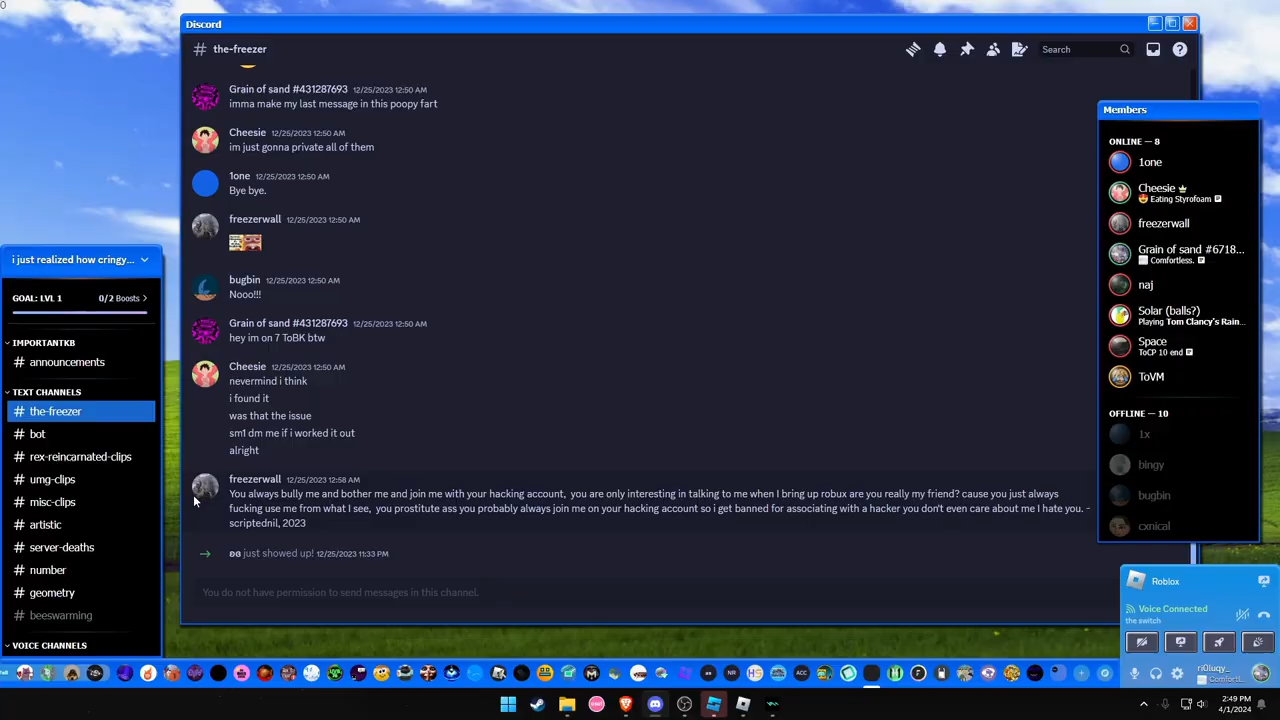 0
Discord
# the-freezer
Search
Grain of sand #431287693 12/25/2023 12:50 AM
imma make my last message in this poopy fart
Cheesie 12/25/2023 12:50 AM
im just gonna private all of them
1one 12/25/2023 12:50 AM
Bye bye.
freezerwall 12/25/2023 12:50 AM
bugbin 12/25/2023 12:50 AM
Nooo!!!
Grain of sand #431287693 12/25/2023 12:50 AM
hey im on 7 ToBK btw
Cheesie 12/25/2023 12:50 AM
nevermind i think
i found it
was that the issue
sm1 dm me if i worked it out
alright
freezerwall 12/25/2023 12:58 AM
You always bully me and bother me and join me with your hacking account, you are only interesting in talking to me when I bring up robux are you really my friend? cause you just always
fucking use me from what I see, you prostitute ass you probably always join me on your hacking account so i get banned for associating with a hacker you don't even care about me I hate you. -
scriptednil, 2023
just showed up! 12/25/2023 11:33 PM
You do not have permission to send messages in this channel.
i just realized how cringy...
GOAL: LVL 1 0/2 Boosts
IMPORTANTKB
# announcements
TEXT CHANNELS
# the-freezer
# bot
# rex-reincarnated-clips
# umg-clips
# misc-clips
# artistic
# server-deaths
# number
# geometry
# beeswarming
VOICE CHANNELS
Members
ONLINE — 8
1one
Cheesie
Eating Styrofoam
freezerwall
Grain of sand #6718...
Comfortless.
naj
Solar (balls?)
Playing Tom Clancy's Rain...
Space
ToCP 10 end
ToVM
OFFLINE — 10
1x
bingy
bugbin
cxnical
Roblox
Voice Connected
the switch
Comfortl...
NR
HS
ACC
2:49 PM
4/1/2024